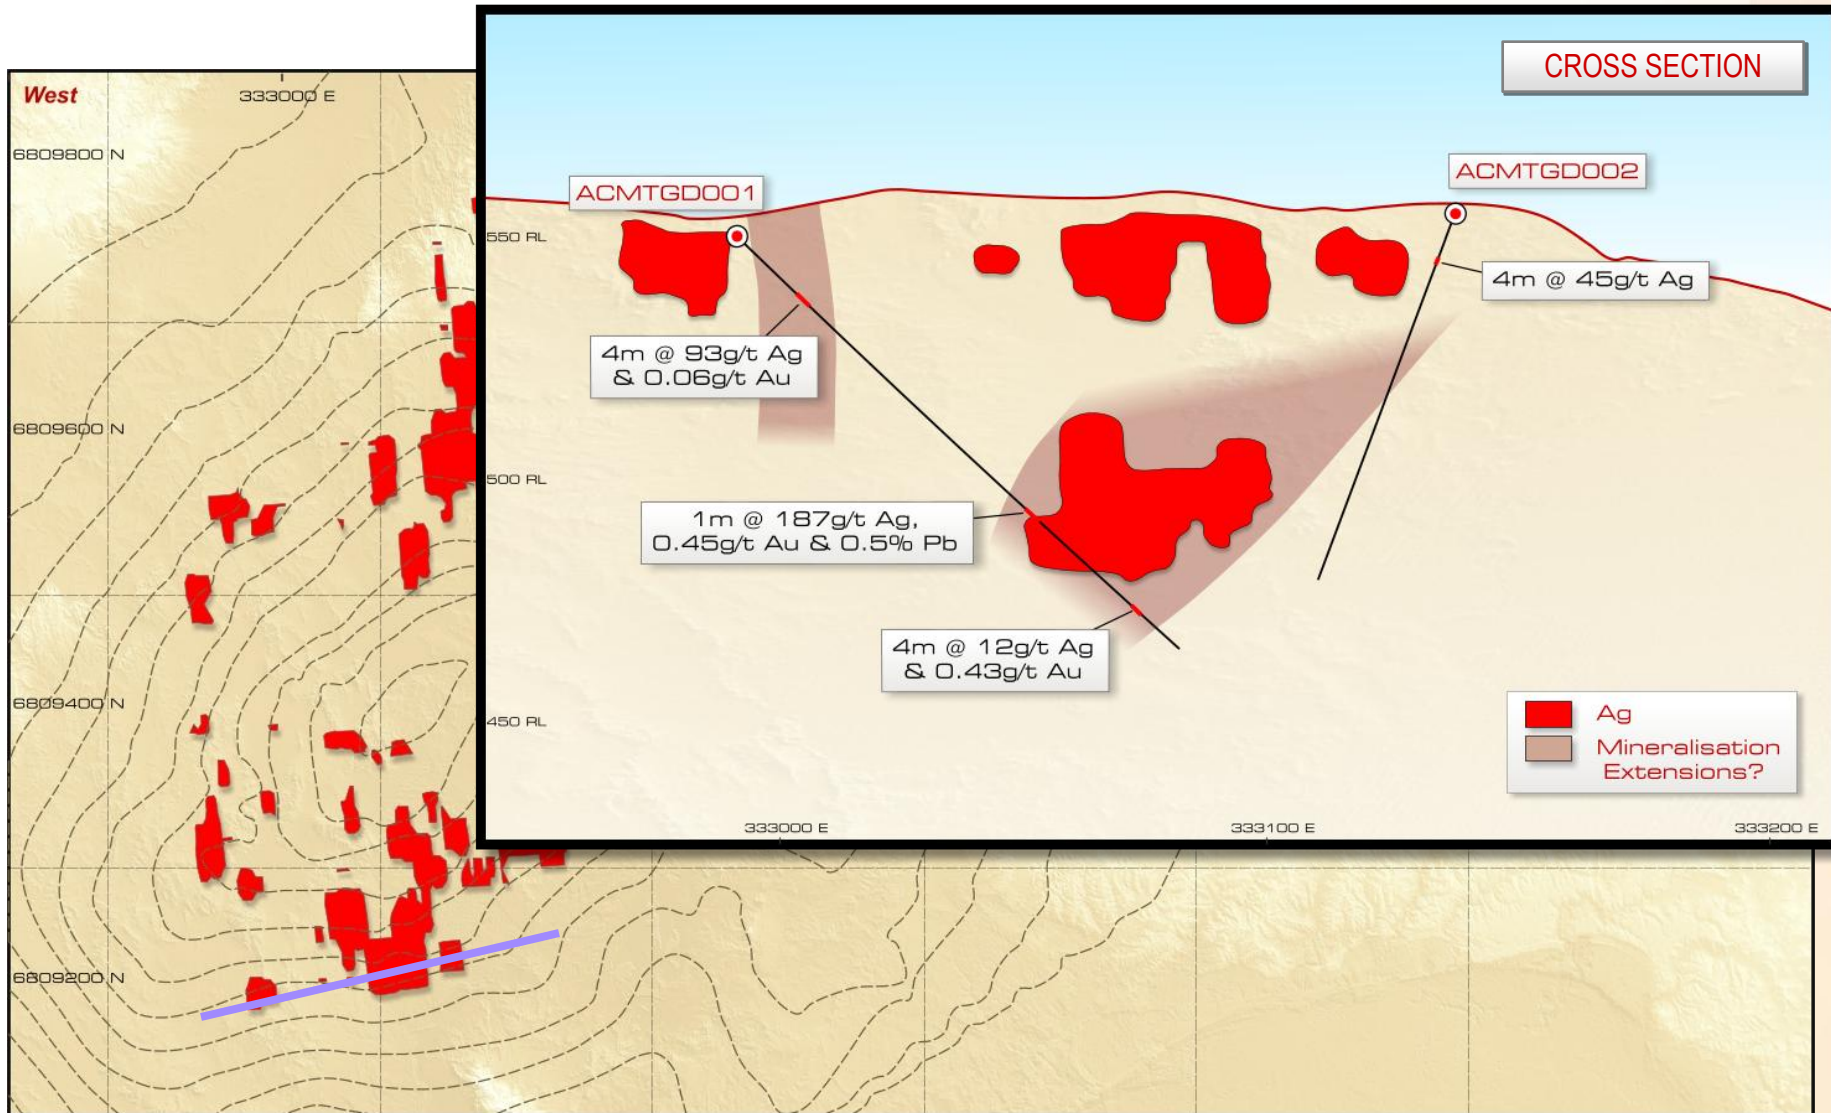 CROSS SECTION
West
333000 E
6809800 N
6809600 N
6809400 N
6809200 N
ACMTGD001
ACMTGD002
550 RL
500 RL
450 RL
4m @ 45g/t Ag
4m @ 93g/t Ag
& 0.06g/t Au
1m @ 187g/t Ag,
0.45g/t Au & 0.5% Pb
4m @ 12g/t Ag
& 0.43g/t Au
Ag
Mineralisation
Extensions?
333000 E
333100 E
333200 E